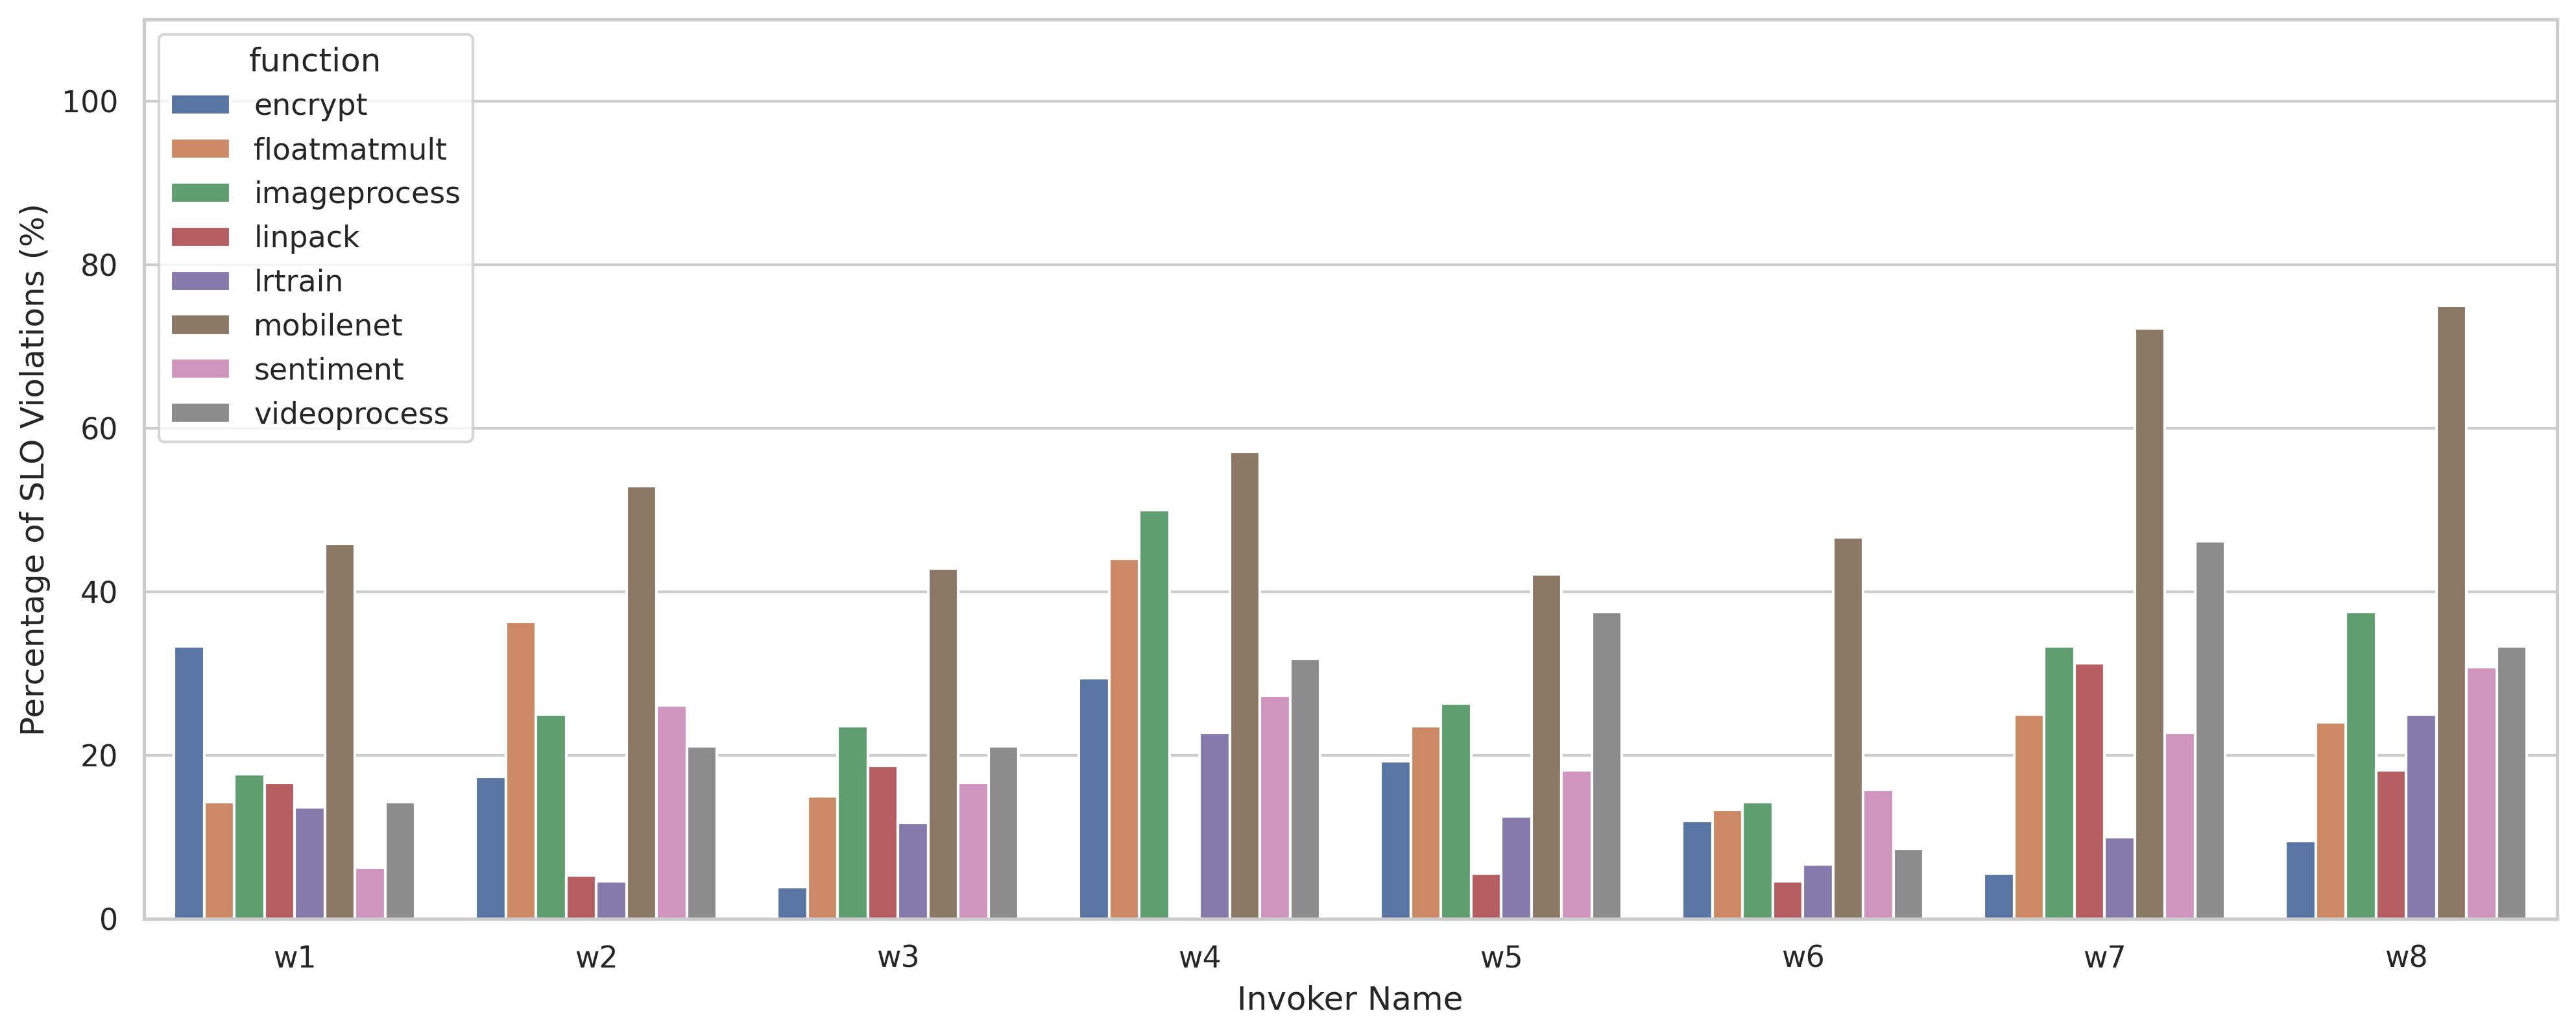 function
encrypt
floatmatmult
imageprocess
linpack
lrtrain
mobilenet
sentiment
videoprocess
Percentage of SLO Violations (%)
100
80
60
40
20
0
w1 w2 w3 w4 w5 w6 w7 w8
Invoker Name